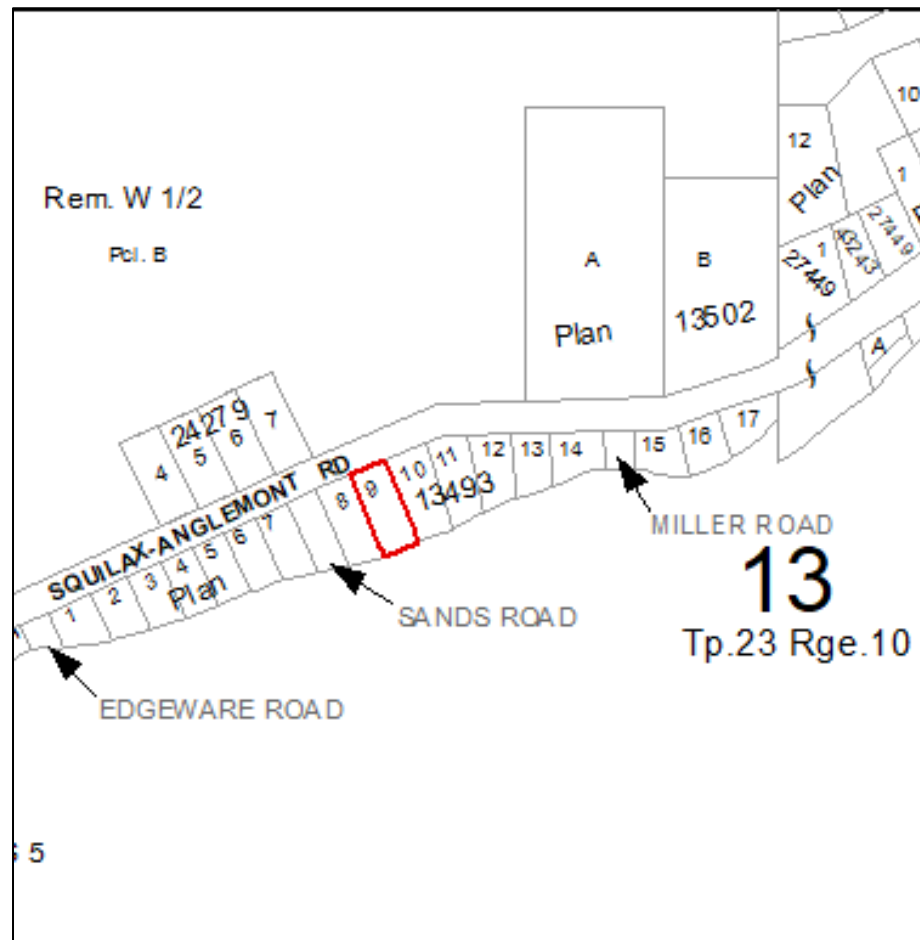 10
12
Plan
1
27449
43243
27449
1
Rem. W 1/2
Pcl. B
A
B
Plan
13502
A
24279
4
5
6
7
SQUILAX-ANGLEMONT RD
1
2
3
4
5
6
7
8
9
10
11
12
13
14
15
16
17
Plan
13493
MILLER ROAD
13
SANDS ROAD
Tp.23 Rge.10
EDGEWARE ROAD
5